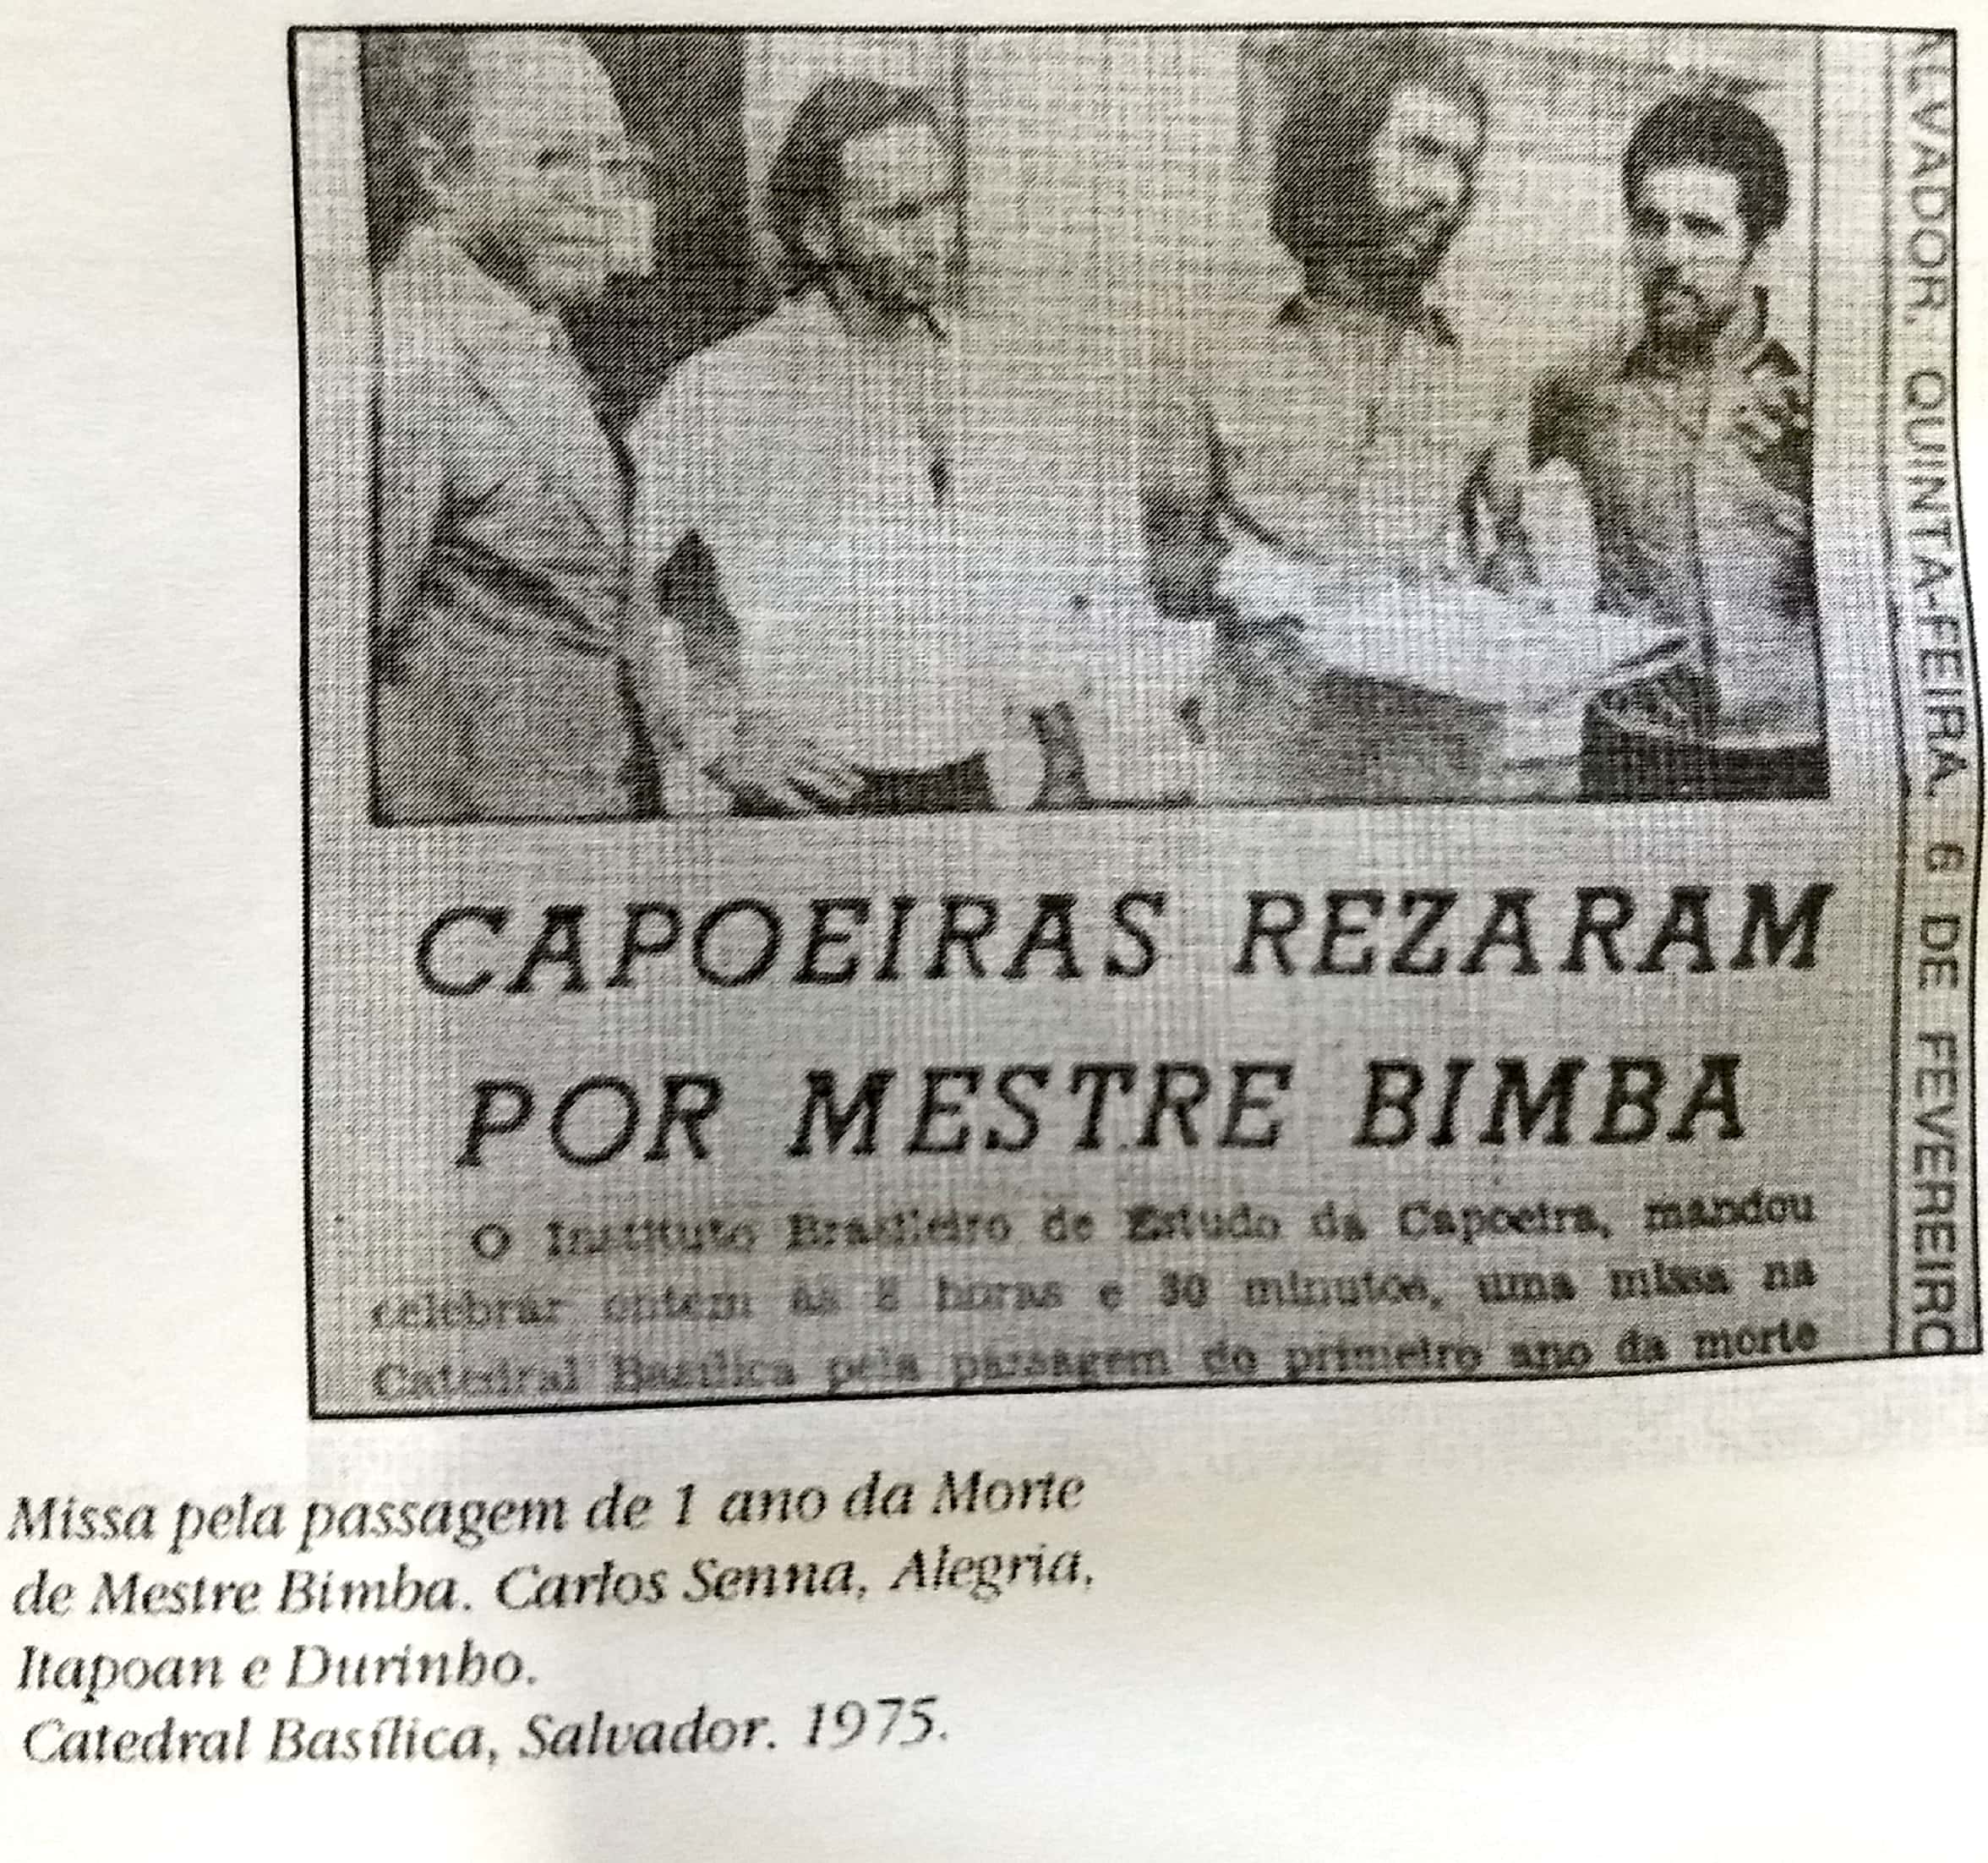 CAPOEIRAS REZARAM
POR MESTRE BIMBA
O Instituto Brasileiro de Estudo da Capoeira, mandou
celebrar ontem às 8 horas e 30 minutos, uma missa na
Catedral Basílica pela passagem do primeiro ano da morte
ALVADOR, QUINTA-FEIRA, 6 DE FEVEREIRO
Missa pela passagem de 1 ano da Morte
de Mestre Bimba. Carlos Senna, Alegria,
Itapoan e Durinho.
Catedral Basílica, Salvador. 1975.